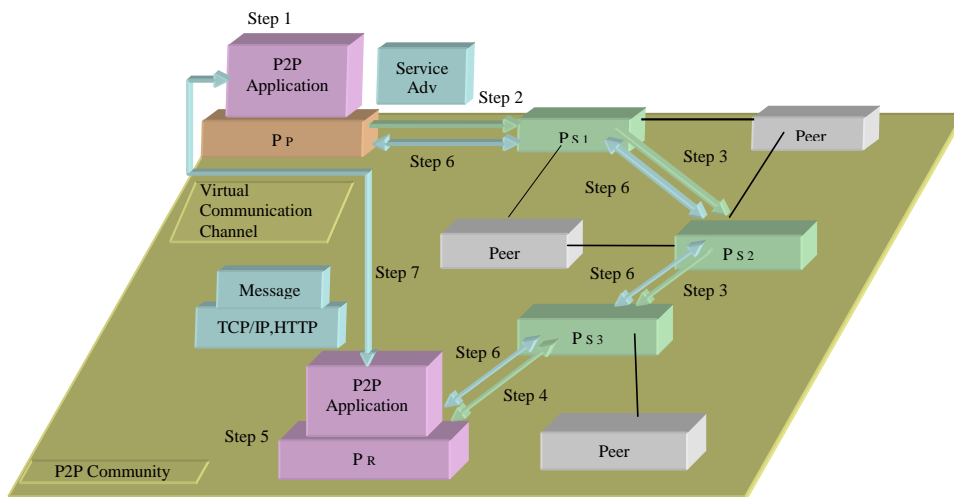 Step 1
P2P
Application
Service
Adv
Step 2
P P
P S 1
Peer
Step 6
Step 3
Step 6
Virtual
Communication
Channel
Peer
P S 2
Step 7
Step 6
Step 3
Message
TCP/IP,HTTP
P S 3
Step 6
P2P
Application
Step 4
Step 5
P R
Peer
P2P Community